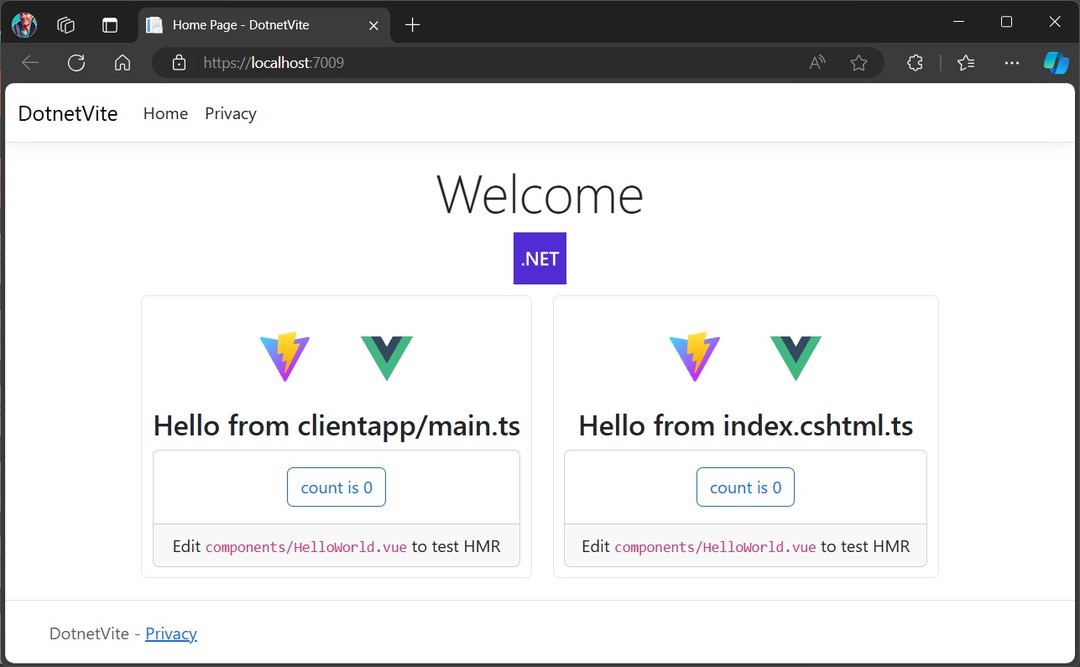 Home Page - DotnetVite
https://localhost:7009
DotnetVite Home Privacy
Welcome
.NET
Hello from clientapp/main.ts
count is 0
Edit components/HelloWorld.vue to test HMR
Hello from index.cshtml.ts
count is 0
Edit components/HelloWorld.vue to test HMR
DotnetVite - Privacy